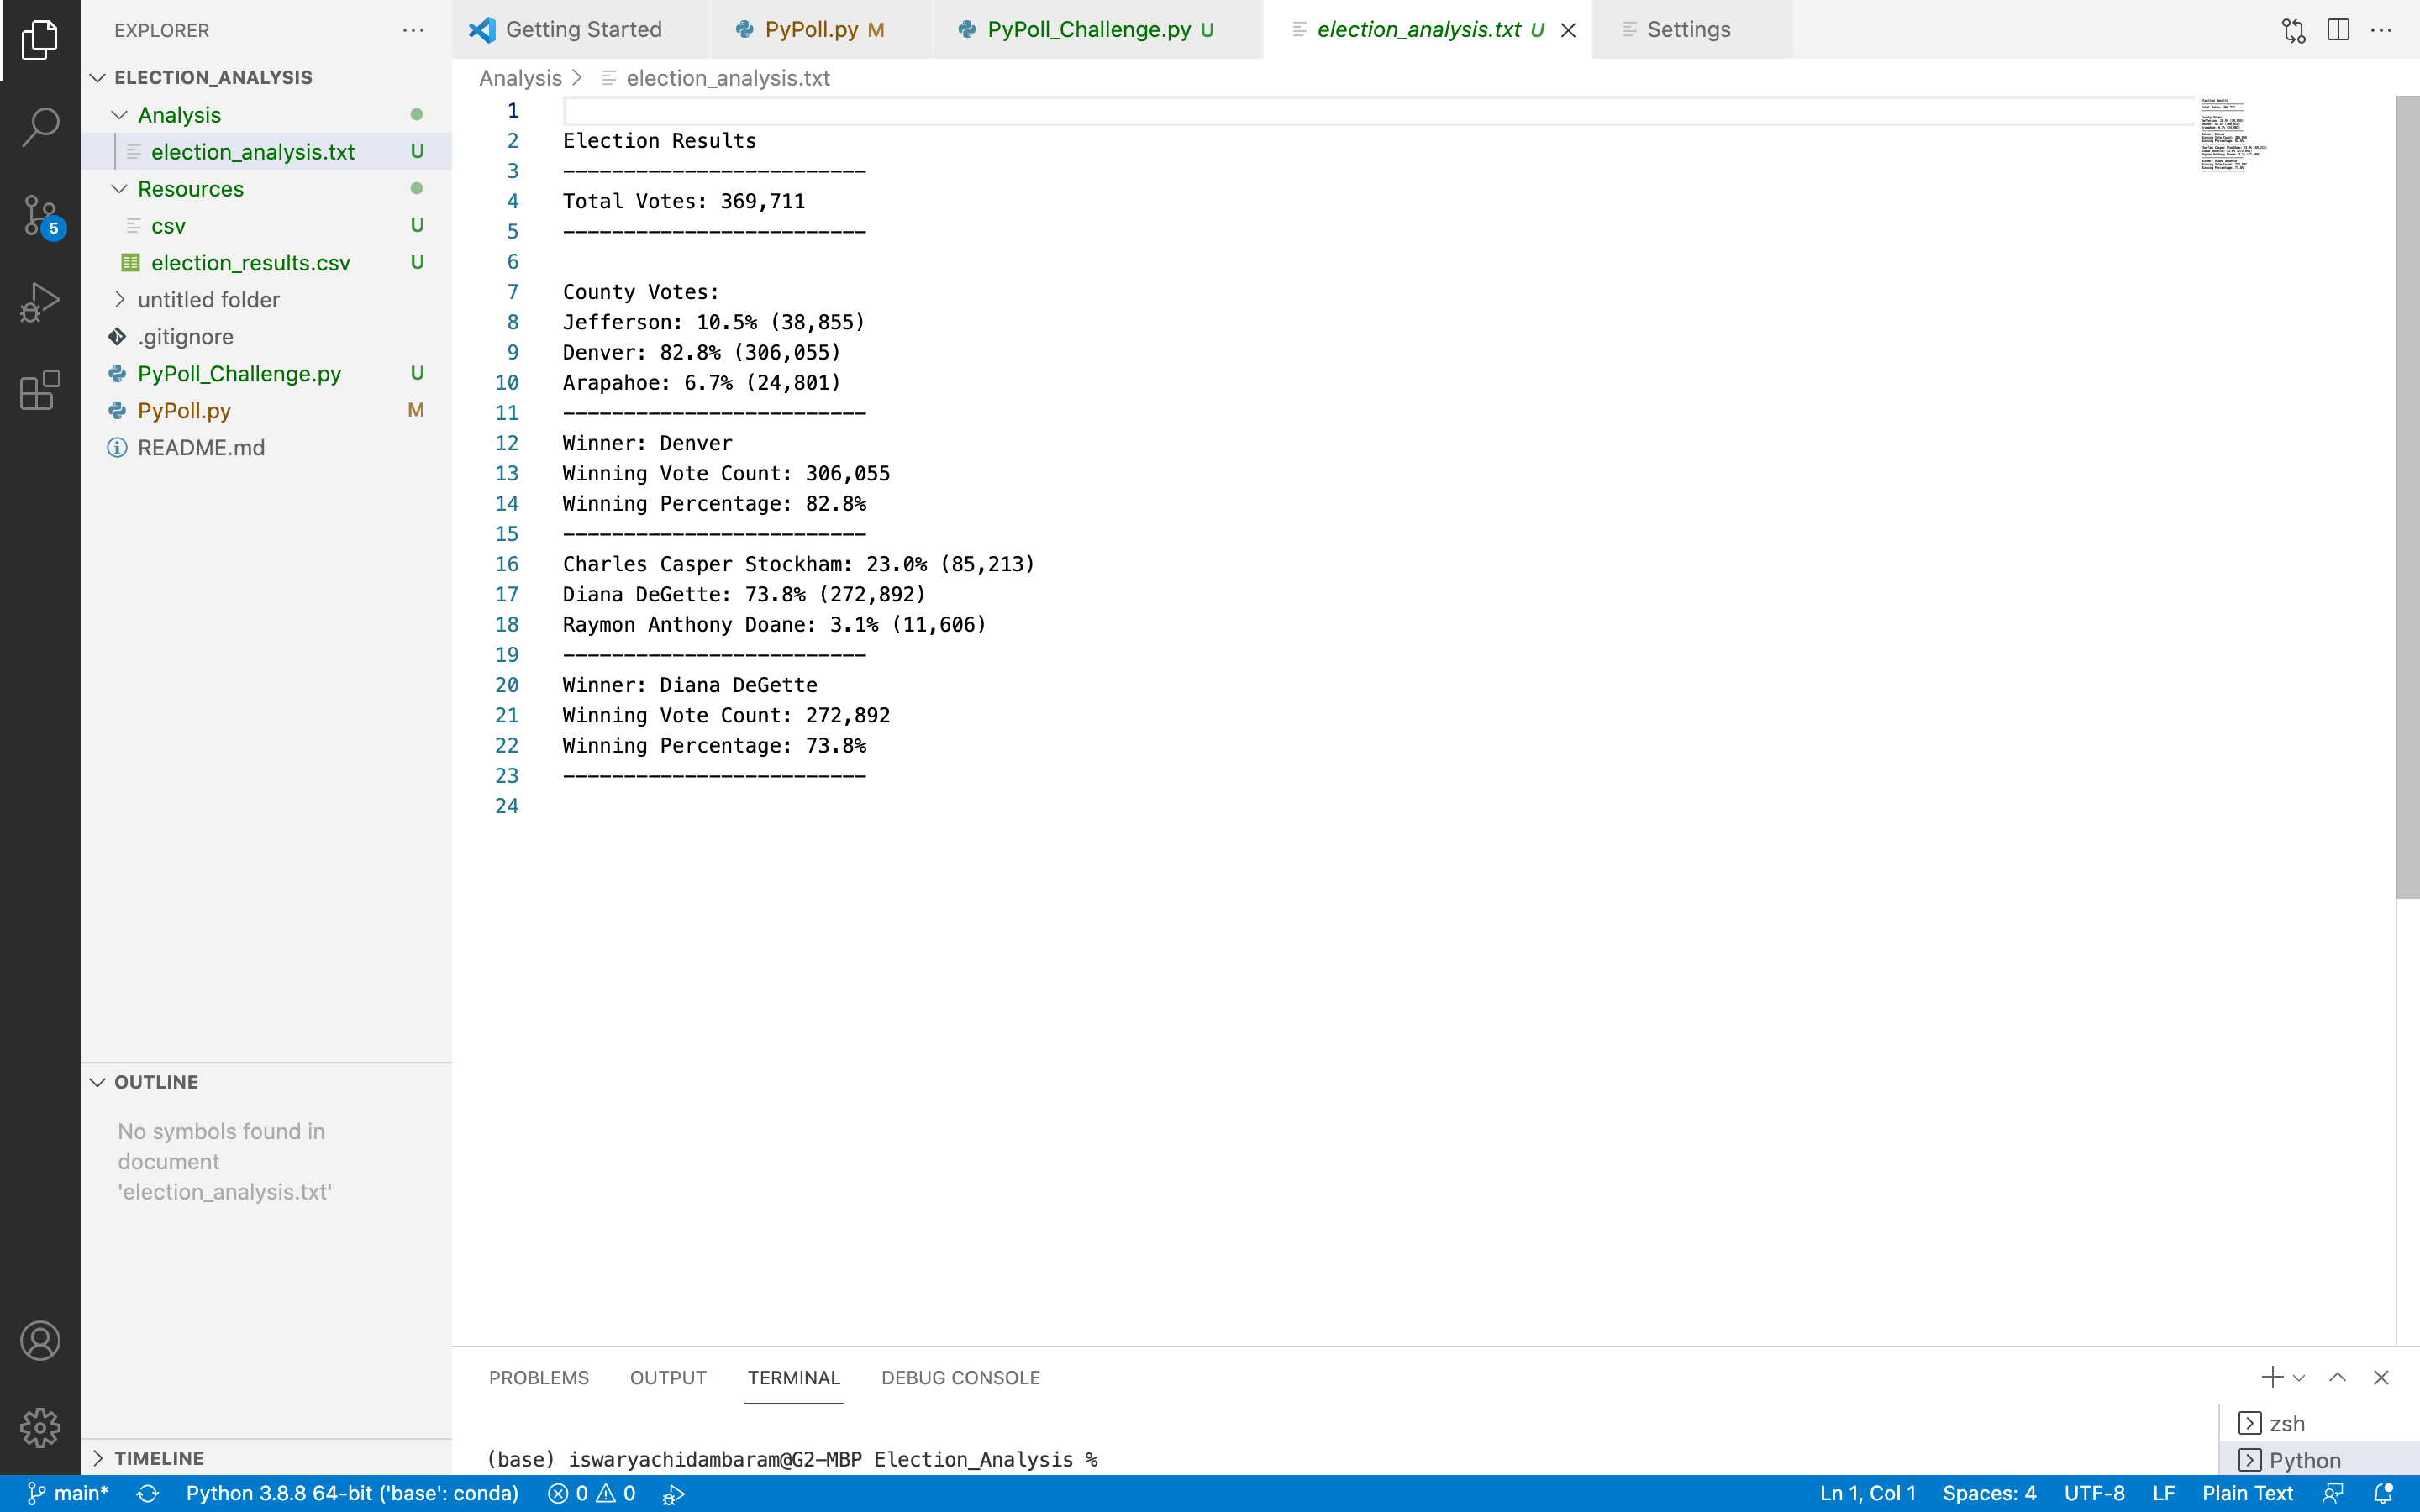 EXPLORER
ELECTION_ANALYSIS
Analysis
election_analysis.txt U
Resources
csv U
election_results.csv U
untitled folder
.gitignore
PyPoll_Challenge.py U
PyPoll.py M
README.md
5
OUTLINE
No symbols found in
document
'election_analysis.txt'
TIMELINE
Getting Started PyPoll.py M PyPoll_Challenge.py U election_analysis.txt U Settings
Analysis > election_analysis.txt
1
2 Election Results
3 -------------------------
4 Total Votes: 369,711
5 -------------------------
6
7 County Votes:
8 Jefferson: 10.5% (38,855)
9 Denver: 82.8% (306,055)
10 Arapahoe: 6.7% (24,801)
11 -------------------------
12 Winner: Denver
13 Winning Vote Count: 306,055
14 Winning Percentage: 82.8%
15 -------------------------
16 Charles Casper Stockham: 23.0% (85,213)
17 Diana DeGette: 73.8% (272,892)
18 Raymon Anthony Doane: 3.1% (11,606)
19 -------------------------
20 Winner: Diana DeGette
21 Winning Vote Count: 272,892
22 Winning Percentage: 73.8%
23 -------------------------
24
PROBLEMS OUTPUT TERMINAL DEBUG CONSOLE
(base) iswaryachidambaram@G2-MBP Election_Analysis %
zsh
Python
main* Python 3.8.8 64-bit ('base': conda) 0 0 Ln 1, Col 1 Spaces: 4 UTF-8 LF Plain Text